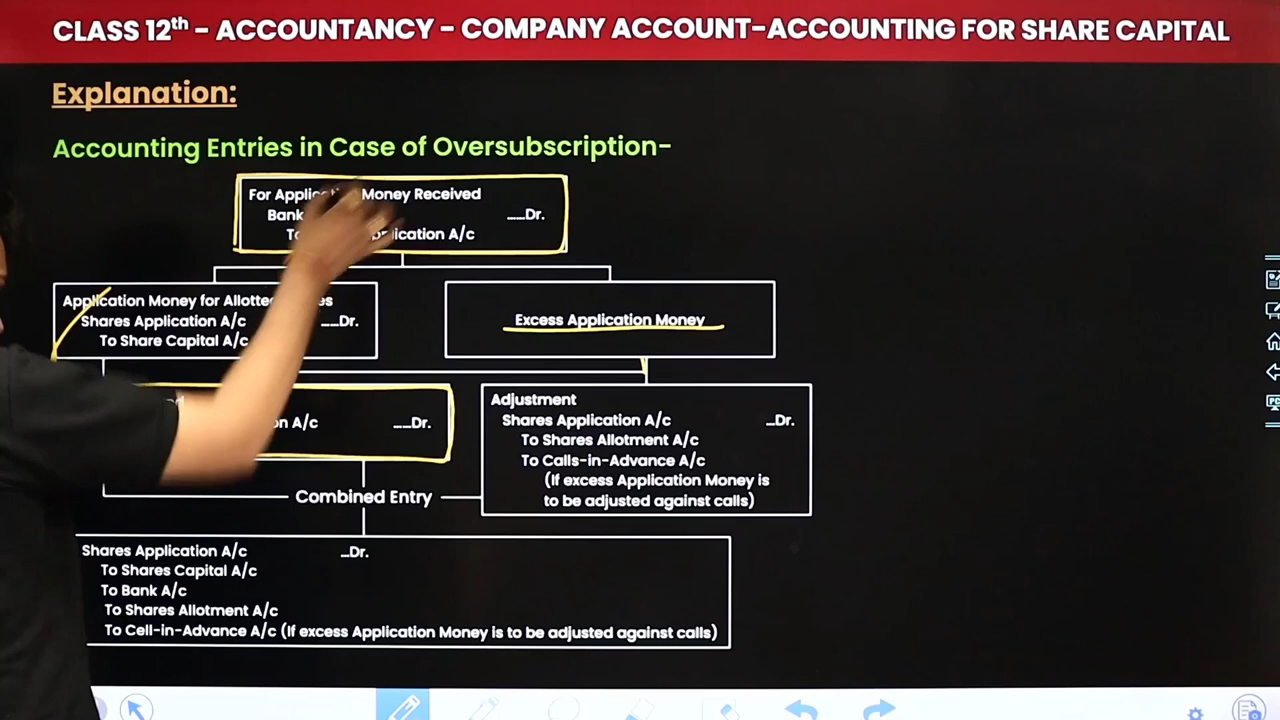 CLASS 12th - ACCOUNTANCY - COMPANY ACCOUNT-ACCOUNTING FOR SHARE CAPITAL
Explanation:
Accounting Entries in Case of Oversubscription-
For Money Received
Bank ......Dr.
To A/c
Application Money for
Shares Application A/c ......Dr.
To Share Capital A/c
Excess Application Money
A/c ......Dr.
Adjustment
Shares Application A/c ...Dr.
To Shares Allotment A/c
To Calls-in-Advance A/c
(If excess Application Money is
to be adjusted against calls)
Combined Entry
Shares Application A/c ...Dr.
To Shares Capital A/c
To Bank A/c
To Shares Allotment A/c
To Cell-in-Advance A/c (If excess Application Money is to be adjusted against calls)